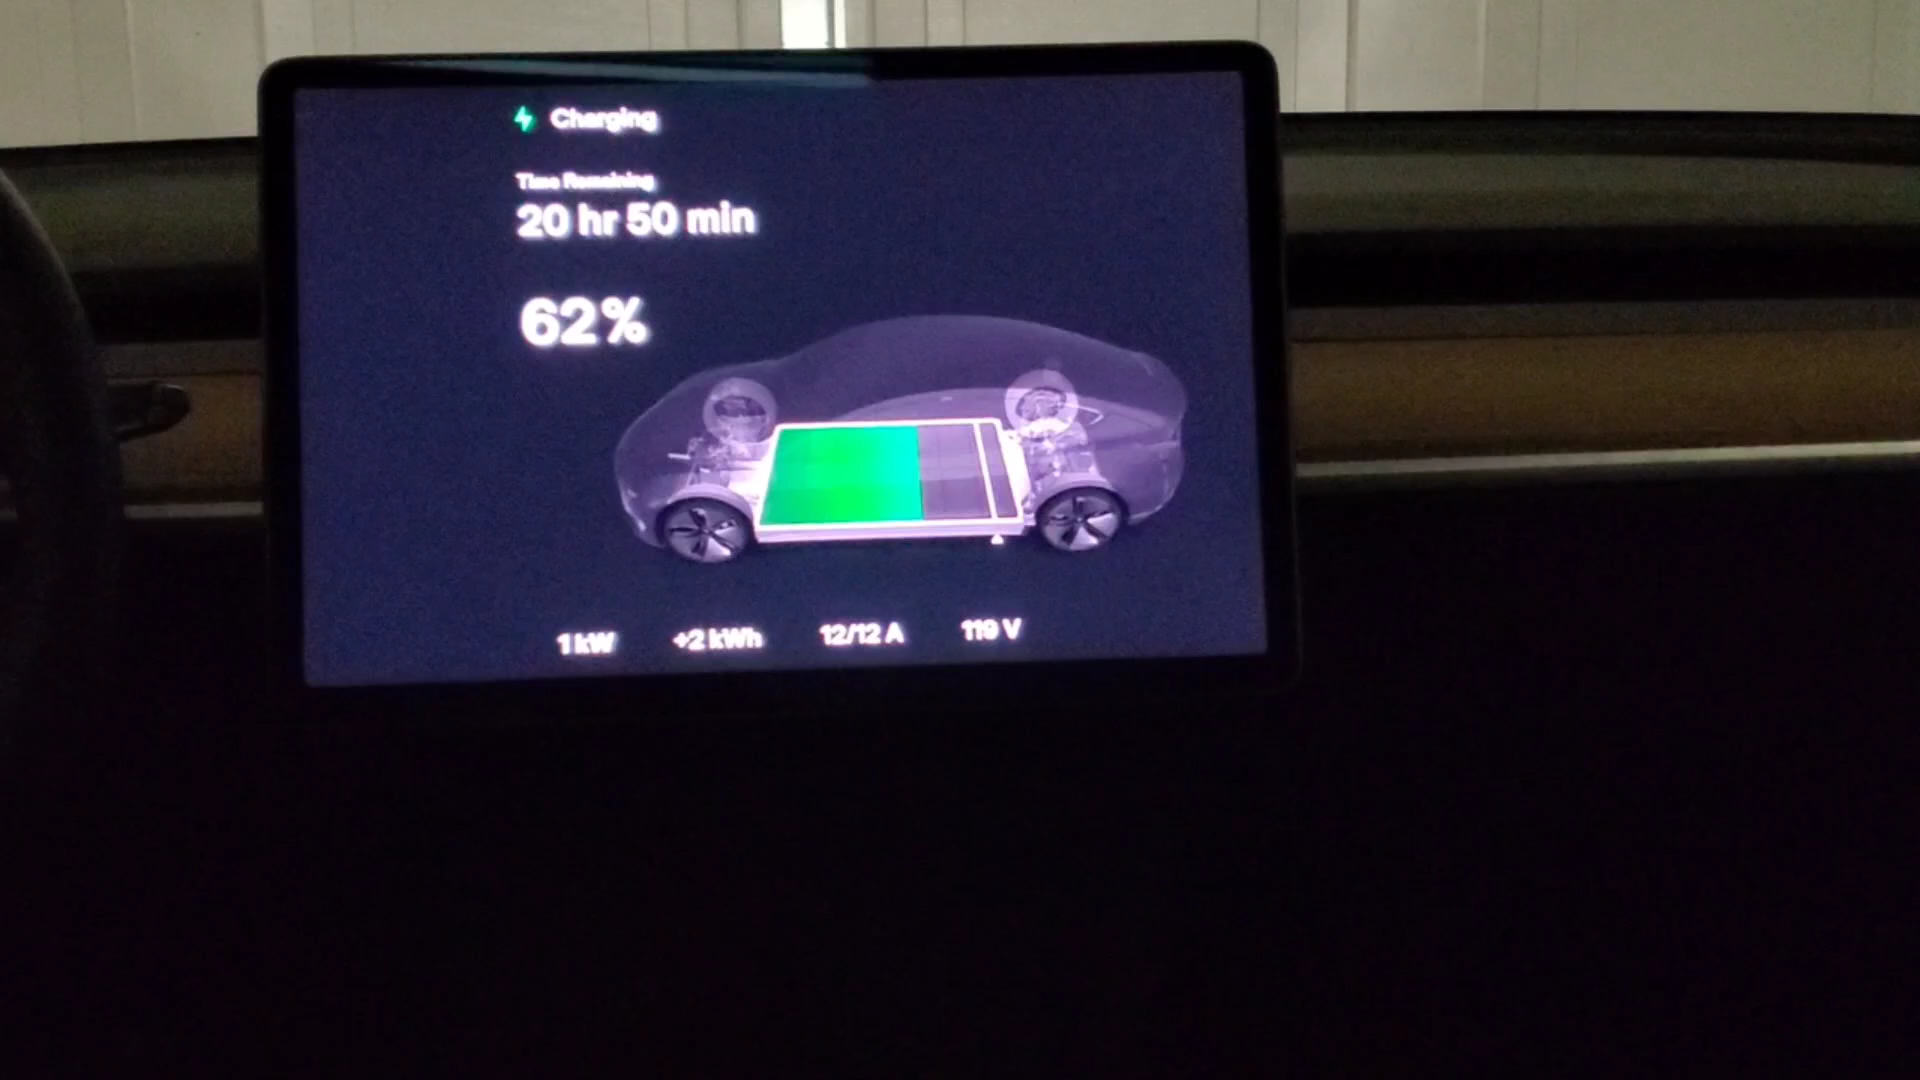 Charging
Time Remaining
20 hr 50 min
62%
1 kW +2 kWh 12/12 A 119 V